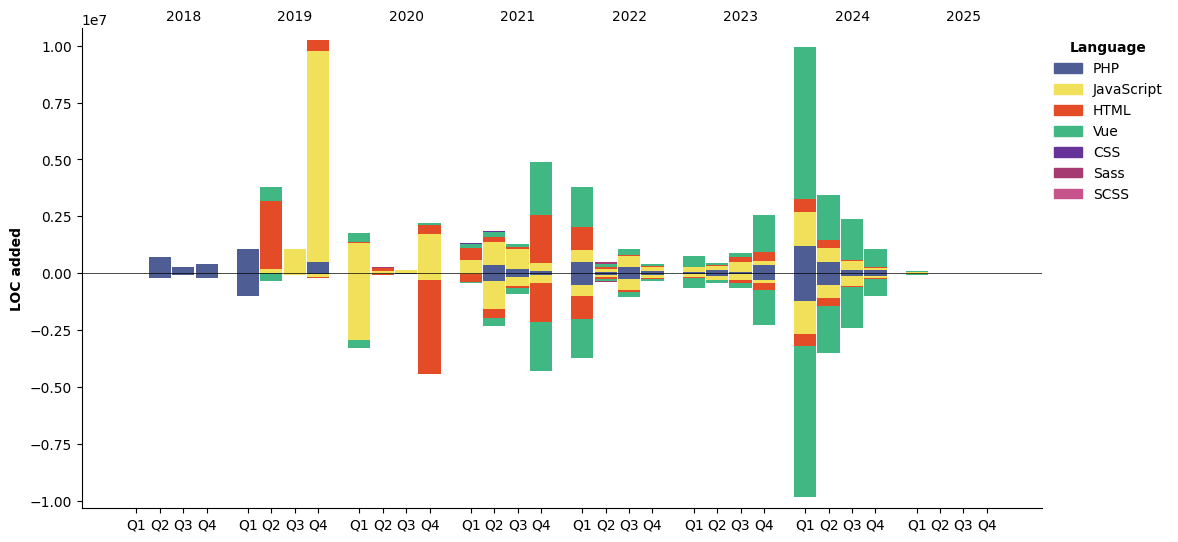 2018 2019 2020 2021 2022 2023 2024 2025
1e7
1.00
0.75
0.50
0.25
0.00
−0.25
−0.50
−0.75
−1.00
LOC added
Q1 Q2 Q3 Q4 Q1 Q2 Q3 Q4 Q1 Q2 Q3 Q4 Q1 Q2 Q3 Q4 Q1 Q2 Q3 Q4 Q1 Q2 Q3 Q4 Q1 Q2 Q3 Q4 Q1 Q2 Q3 Q4
Language
PHP
JavaScript
HTML
Vue
CSS
Sass
SCSS